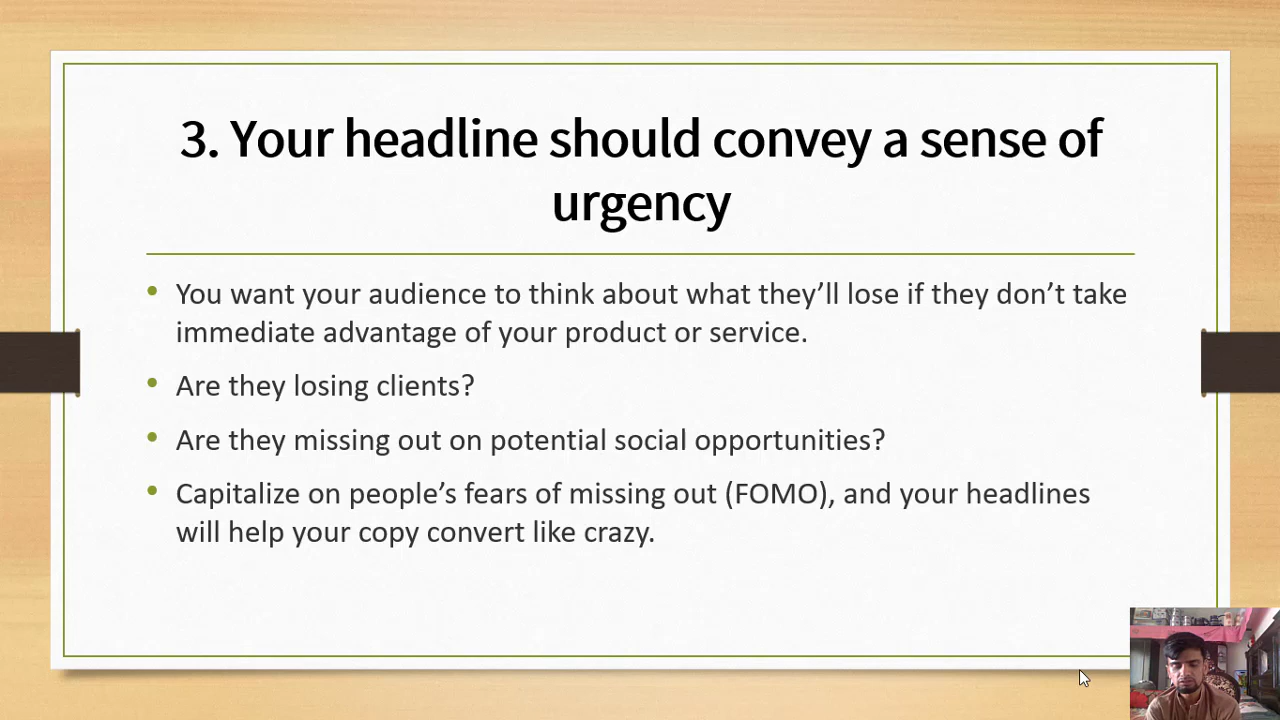 3. Your headline should convey a sense of
urgency
• You want your audience to think about what they’ll lose if they don’t take
immediate advantage of your product or service.
• Are they losing clients?
• Are they missing out on potential social opportunities?
• Capitalize on people’s fears of missing out (FOMO), and your headlines
will help your copy convert like crazy.